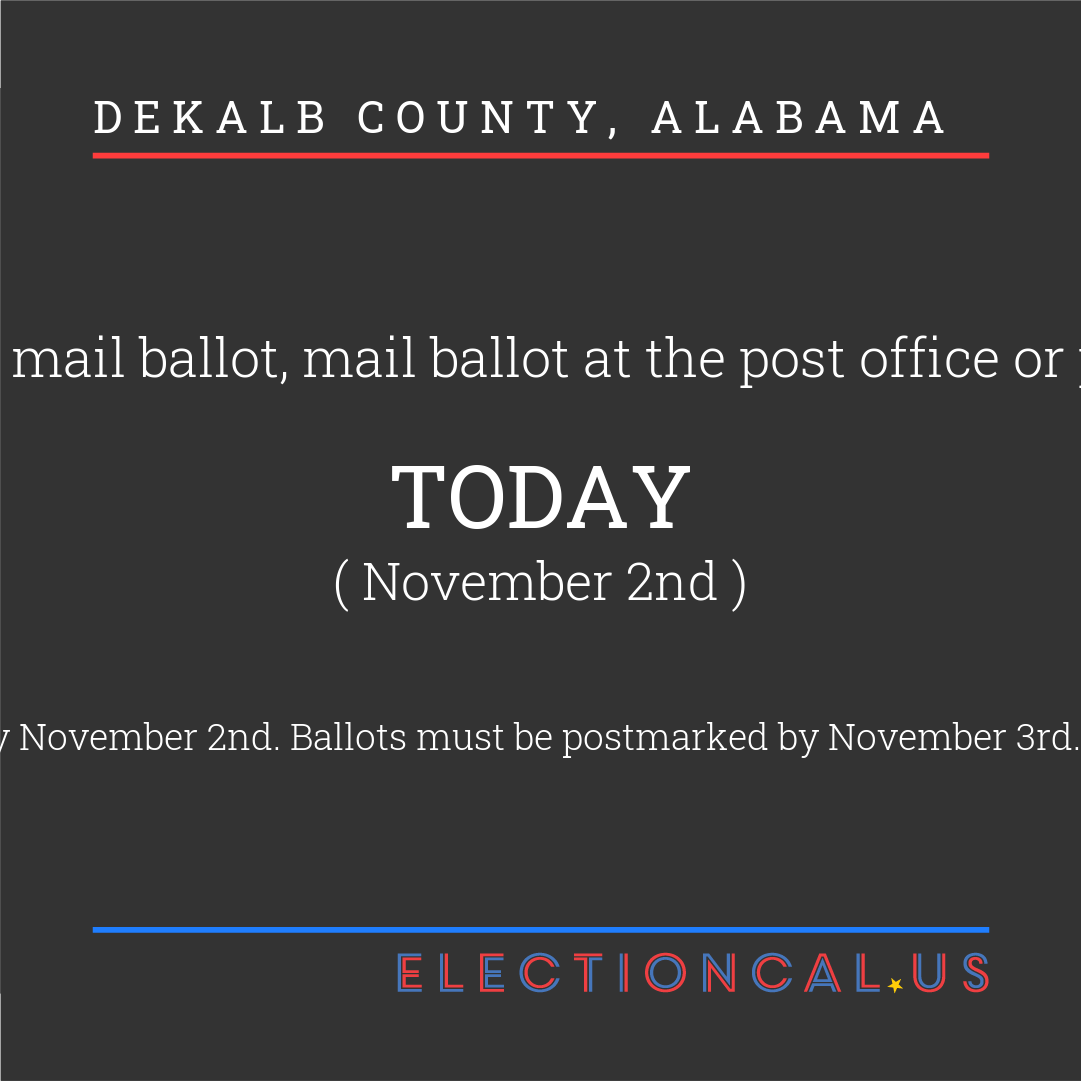 DEKALB COUNTY, ALABAMA
mail ballot, mail ballot at the post office or
TODAY
( November 2nd )
November 2nd. Ballots must be postmarked by November 3rd.
ELECTIONCAL.US